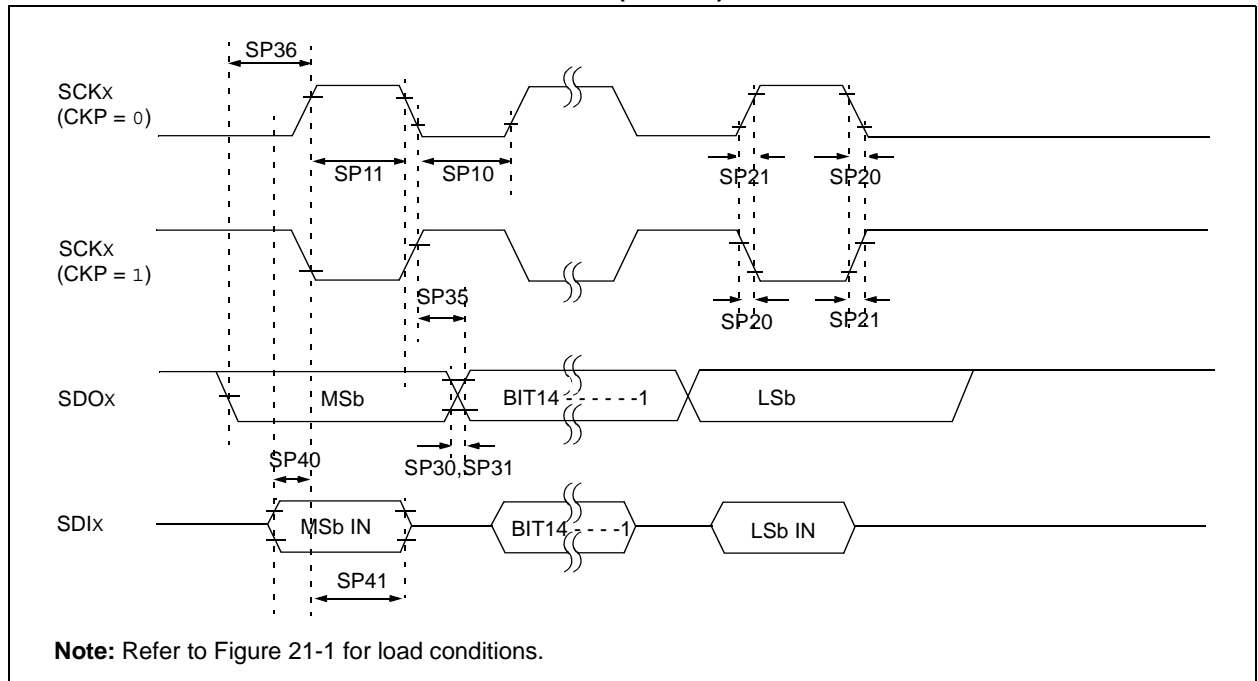 SP36
SCKX
(CKP = 0)
SP11
SP10
SP21
SP20
SCKX
(CKP = 1)
SP35
SP20
SP21
SDOX
MSb
BIT14 - - - - - -1
LSb
SP40
SP30,SP31
SDIX
MSb IN
BIT14 - - - -1
LSb IN
SP41
Note: Refer to Figure 21-1 for load conditions.